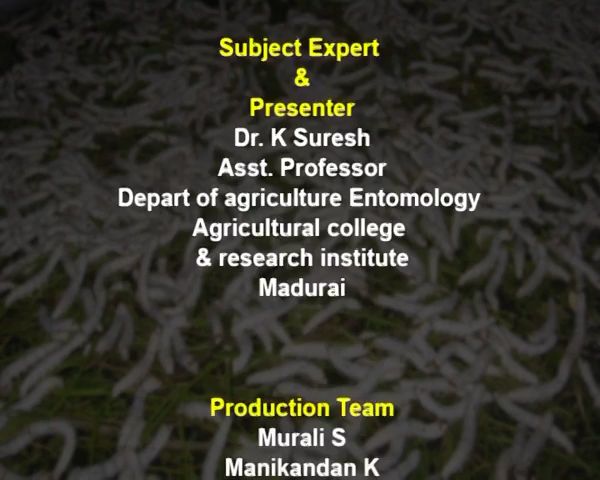 Subject Expert
&
Presenter
Dr. K Suresh
Asst. Professor
Depart of agriculture Entomology
Agricultural college
& research institute
Madurai
Production Team
Murali S
Manikandan K